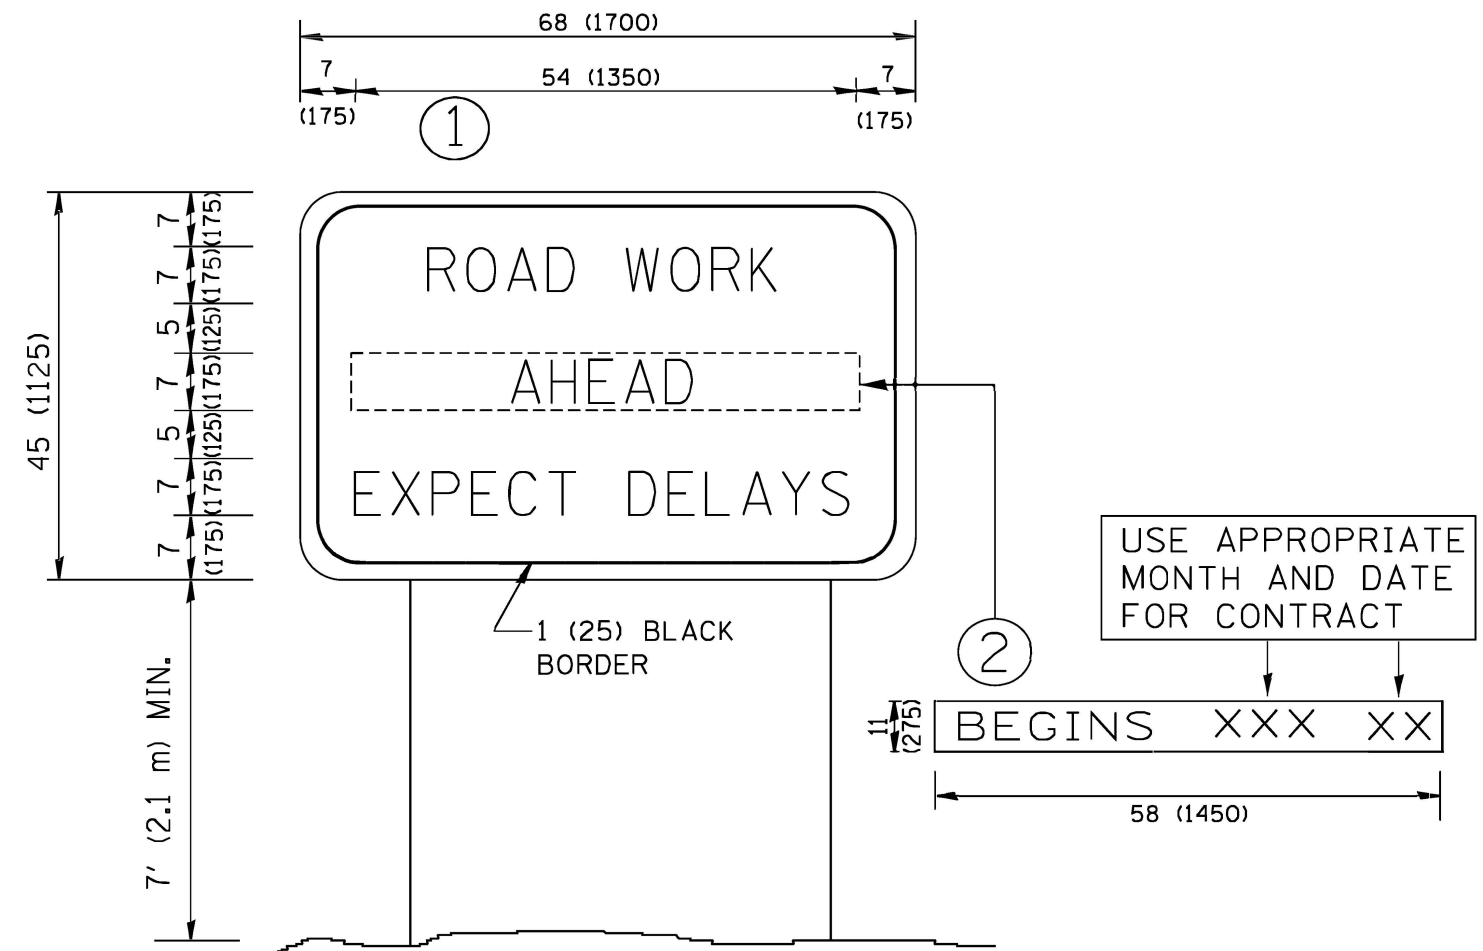 68 (1700)
7
54 (1350)
7
(175)
(175)
1
7
(175)
7
(175)
5
(125)
7
(175)
5
(125)
7
(175)
7
(175)
45 (1125)
7' (2.1 m) MIN.
ROAD WORK
AHEAD
EXPECT DELAYS
1 (25) BLACK
BORDER
2
USE APPROPRIATE
MONTH AND DATE
FOR CONTRACT
11
(275)
BEGINS XXX XX
58 (1450)